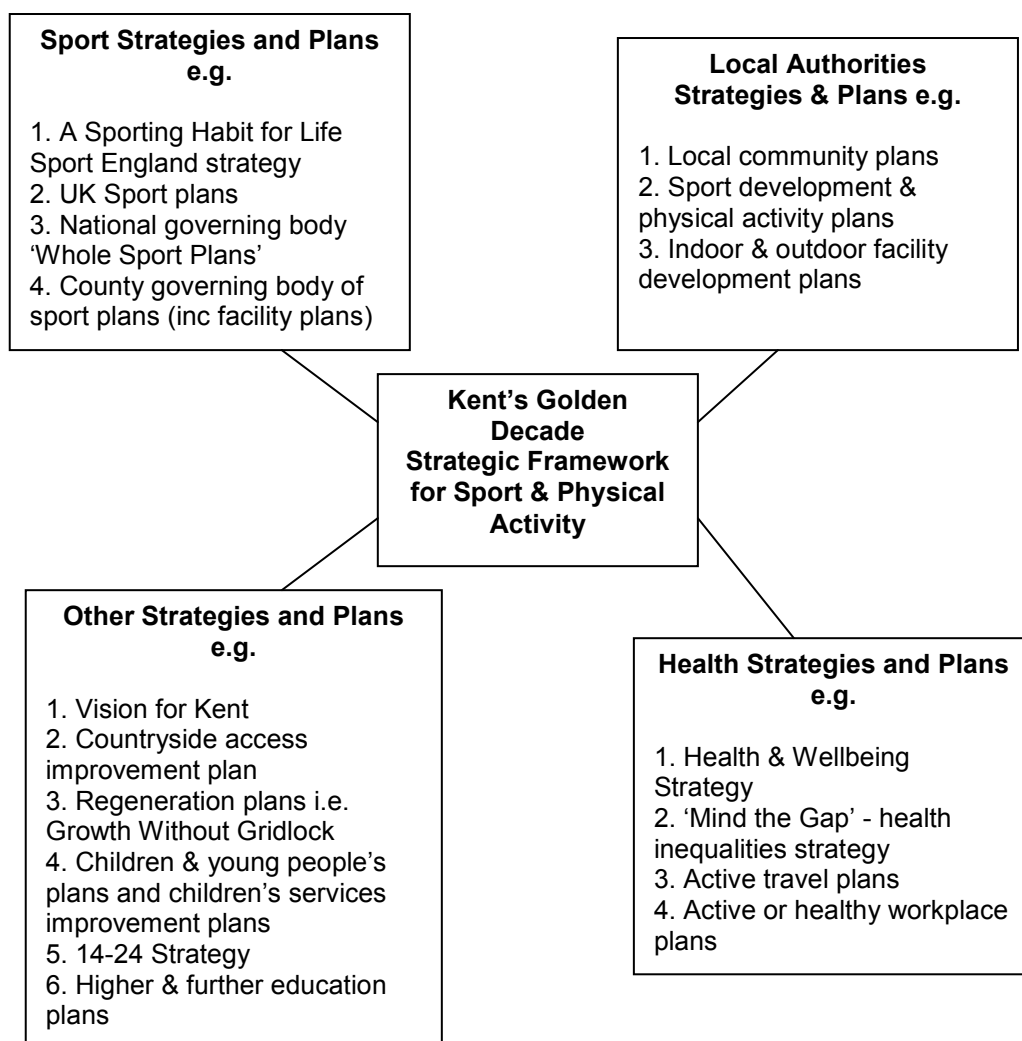 Sport Strategies and Plans
e.g.
1. A Sporting Habit for Life
Sport England strategy
2. UK Sport plans
3. National governing body
‘Whole Sport Plans’
4. County governing body of
sport plans (inc facility plans)
Local Authorities
Strategies & Plans e.g.
1. Local community plans
2. Sport development &
physical activity plans
3. Indoor & outdoor facility
development plans
Kent’s Golden
Decade
Strategic Framework
for Sport & Physical
Activity
Other Strategies and Plans
e.g.
1. Vision for Kent
2. Countryside access
improvement plan
3. Regeneration plans i.e.
Growth Without Gridlock
4. Children & young people’s
plans and children’s services
improvement plans
5. 14-24 Strategy
6. Higher & further education
plans
Health Strategies and Plans
e.g.
1. Health & Wellbeing
Strategy
2. ‘Mind the Gap’ - health
inequalities strategy
3. Active travel plans
4. Active or healthy workplace
plans